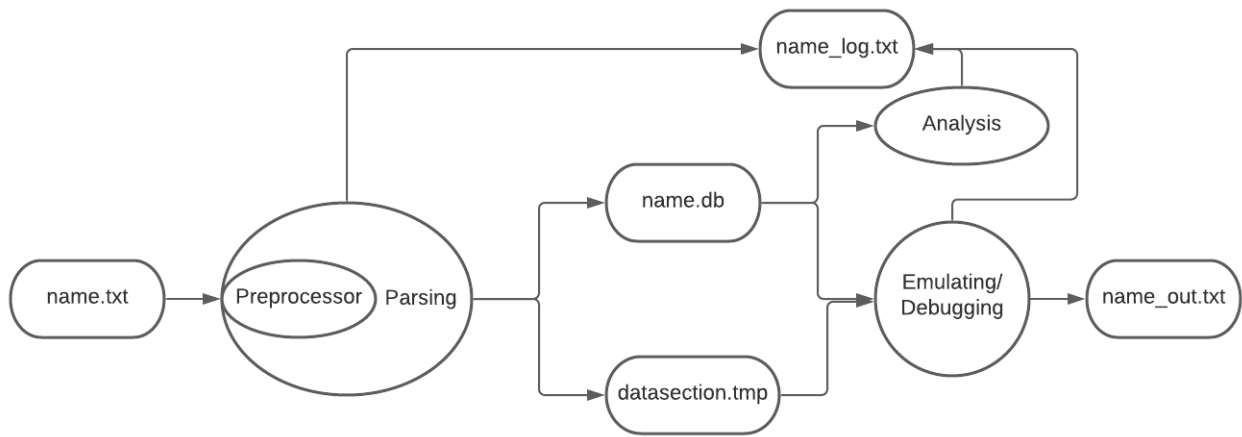 name_log.txt
Analysis
name.db
name.txt
Preprocessor
Parsing
Emulating/
Debugging
name_out.txt
datasection.tmp